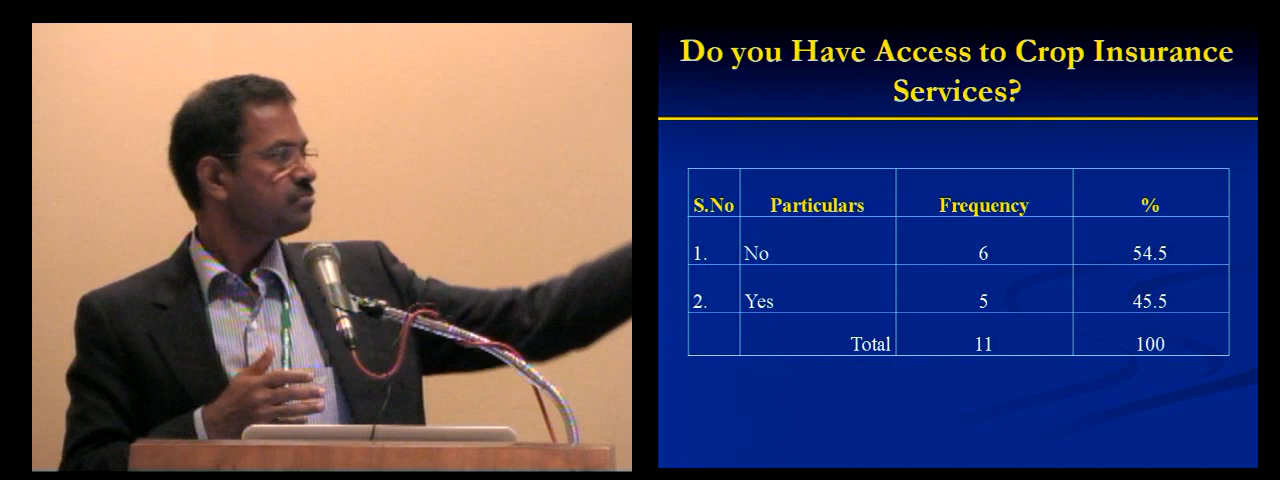 Do you Have Access to Crop Insurance
Services?
S.No Particulars Frequency %
1. No 6 54.5
2. Yes 5 45.5
Total 11 100